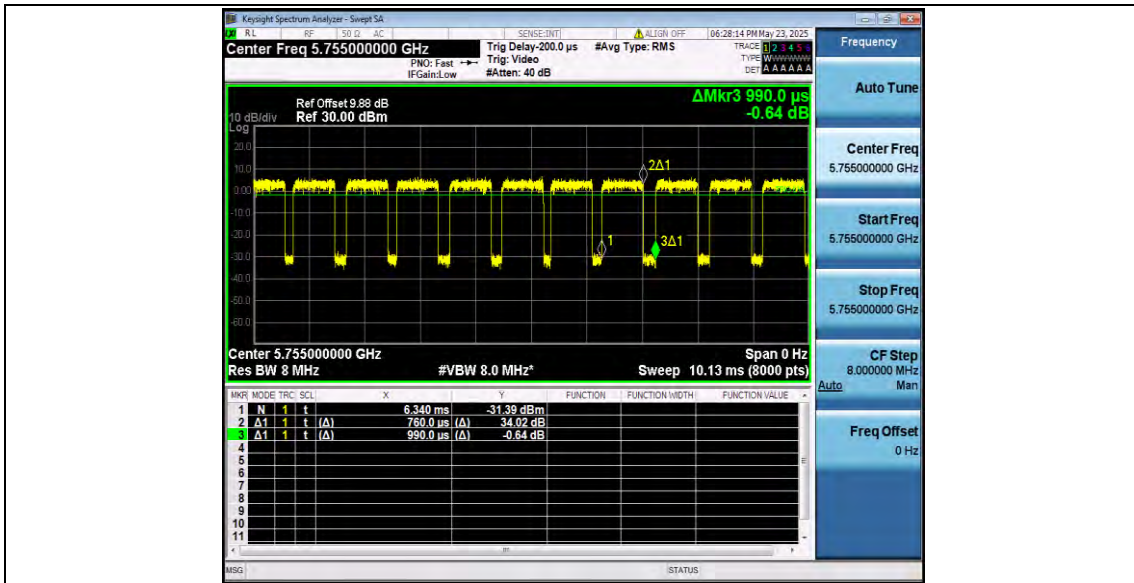 Keysight Spectrum Analyzer - Swept SA
RL RF 50 Ω AC SENSE:INT ALIGN OFF 06:28:14 PM May 23, 2025
Center Freq 5.755000000 GHz
PNO: Fast
IFGain:Low
Trig Delay-200.0 µs
Trig: Video
#Atten: 40 dB
#Avg Type: RMS
TRACE 1 2 3 4 5 6
TYPE W
DET A A A A A A
ΔMkr3 990.0 µs
-0.64 dB
Ref Offset 9.88 dB
10 dB/div Ref 30.00 dBm
Log
20.0
10.0
0.00
-10.0
-20.0
-30.0
-40.0
-50.0
-60.0
2Δ1
1
3Δ1
Center 5.755000000 GHz Span 0 Hz
Res BW 8 MHz #VBW 8.0 MHz* Sweep 10.13 ms (8000 pts)
MKR MODE TRC SCL X Y FUNCTION FUNCTION WIDTH FUNCTION VALUE
1 N 1 t 6.340 ms -31.39 dBm
2 Δ1 1 t (Δ) 760.0 µs (Δ) 34.02 dB
3 Δ1 1 t (Δ) 990.0 µs (Δ) -0.64 dB
4
5
6
7
8
9
10
11
MSG STATUS
Frequency
Auto Tune
Center Freq
5.755000000 GHz
Start Freq
5.755000000 GHz
Stop Freq
5.755000000 GHz
CF Step
8.000000 MHz
Auto Man
Freq Offset
0 Hz